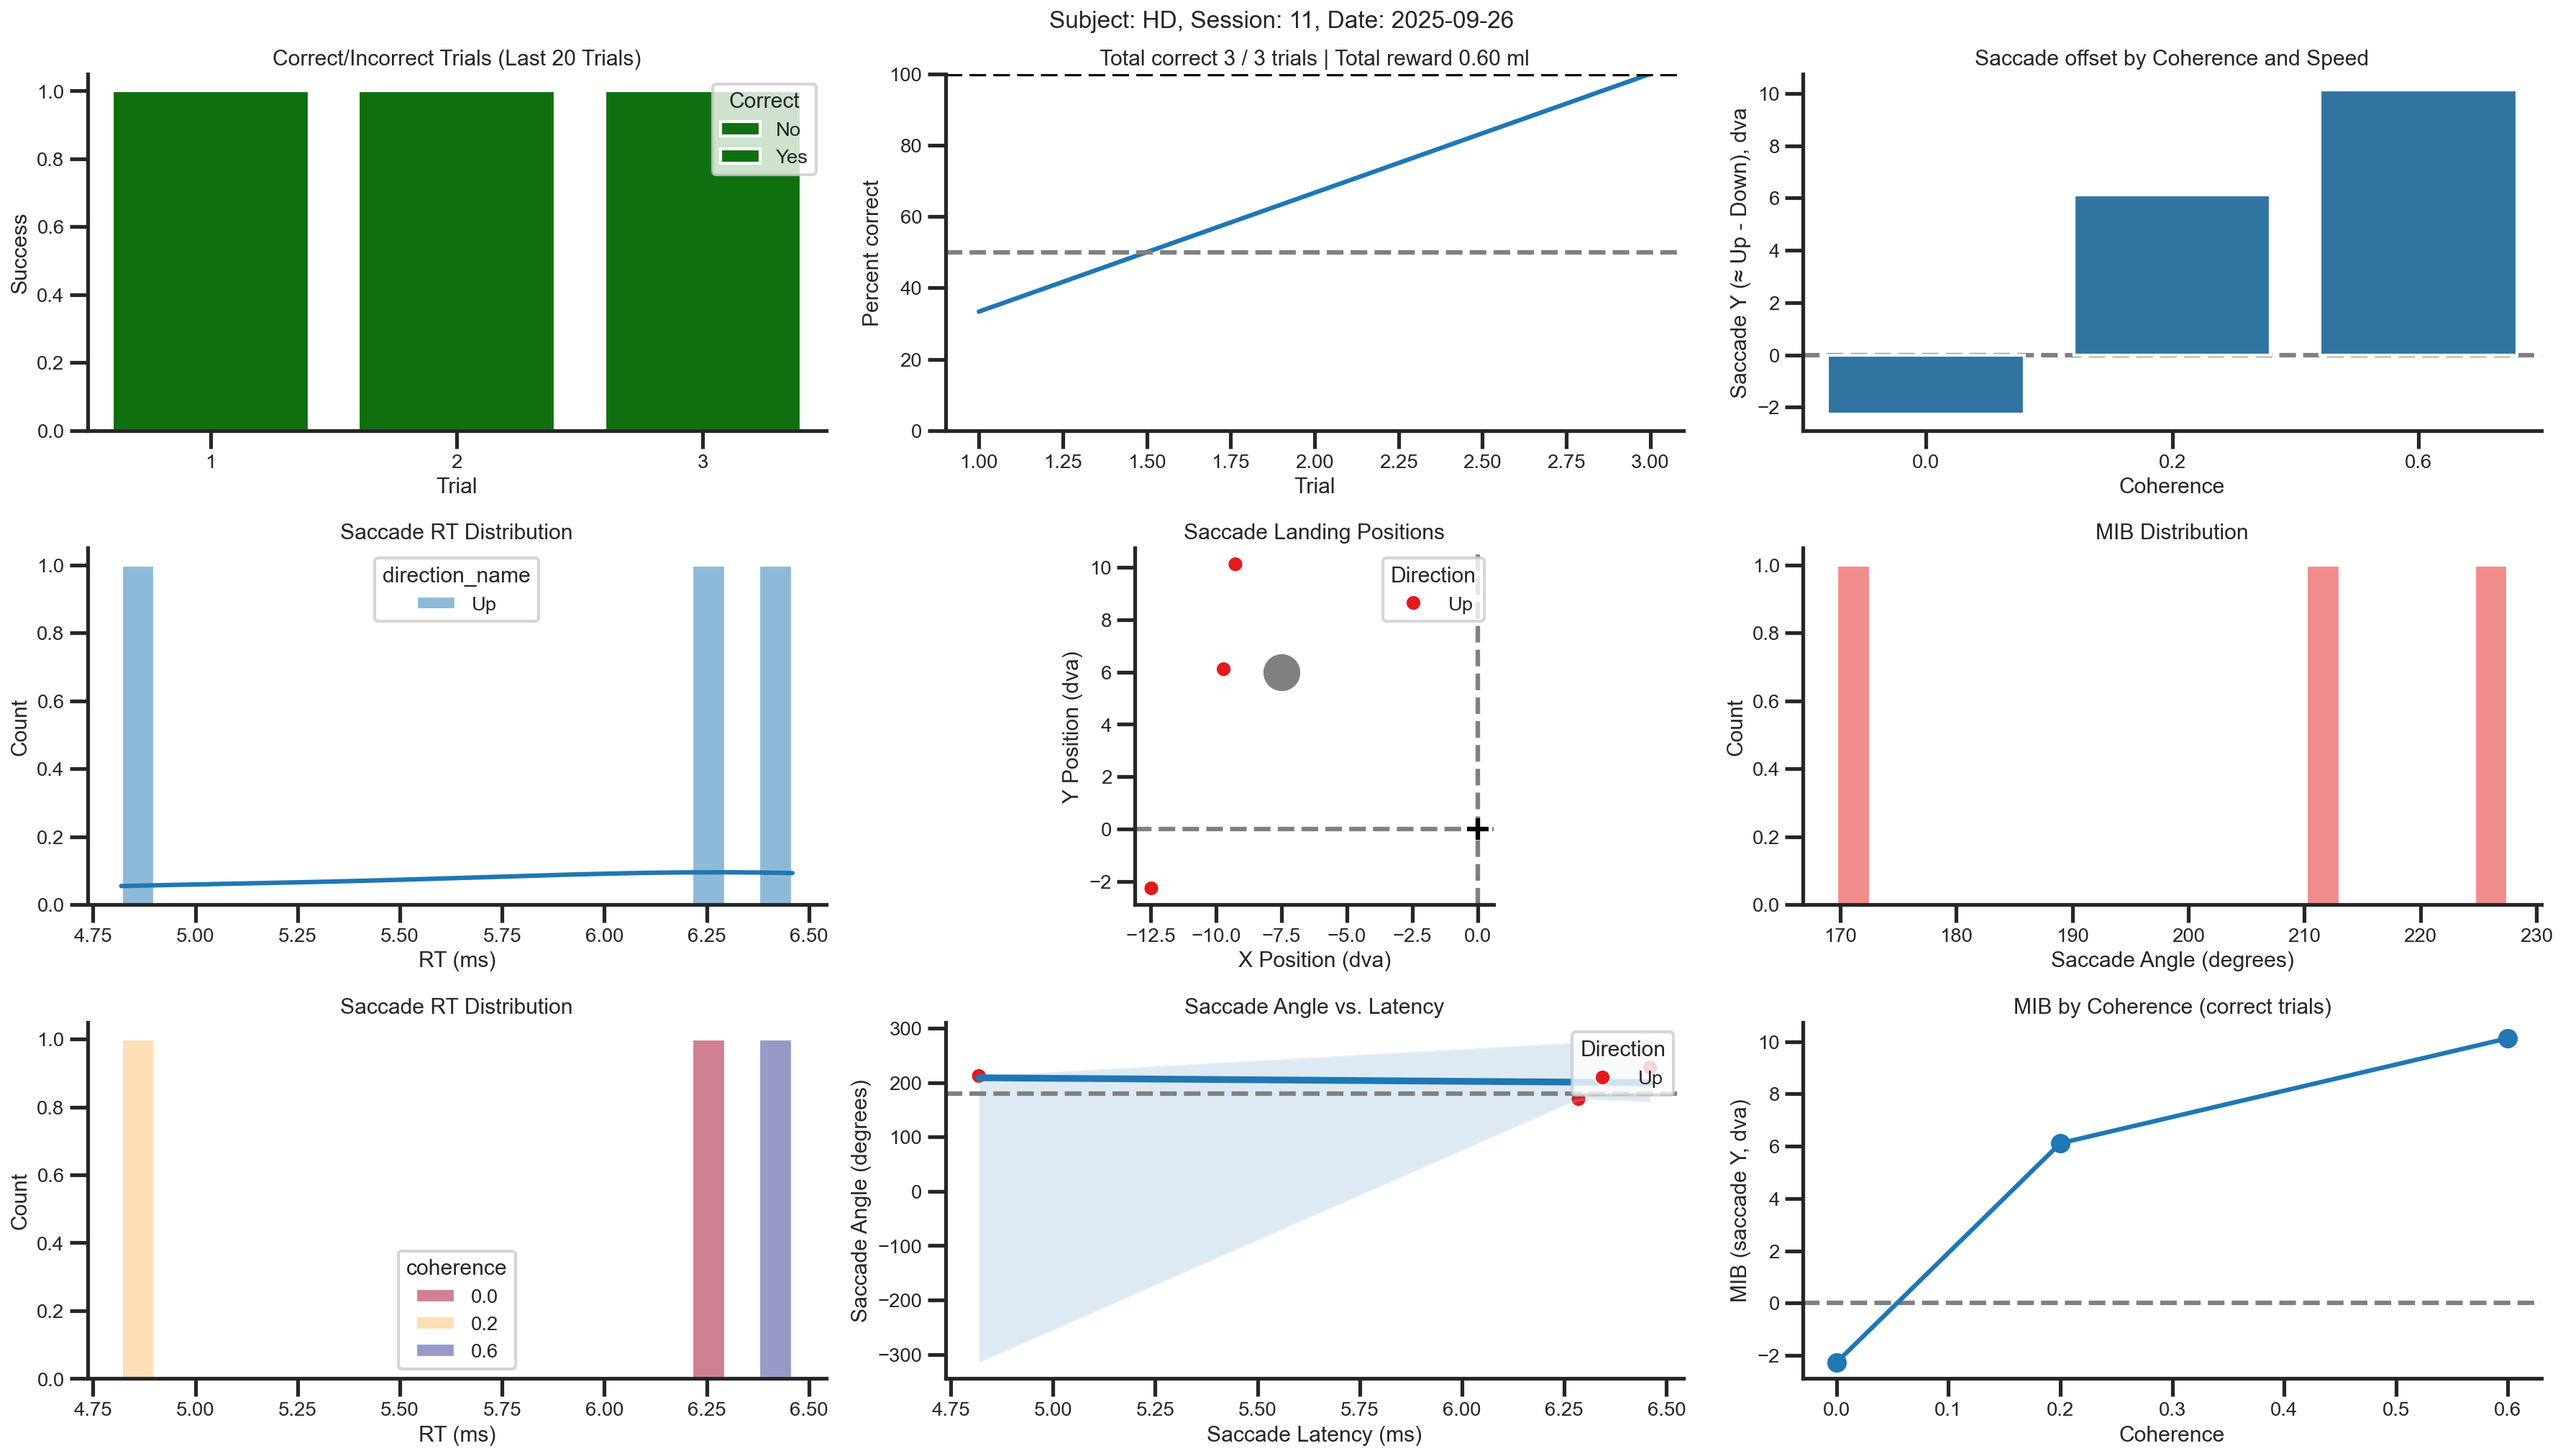 Subject: HD, Session: 11, Date: 2025-09-26
Correct/Incorrect Trials (Last 20 Trials)
Success
1.0
0.8
0.6
0.4
0.2
0.0
Correct
No
Yes
1 2 3
Trial
Total correct 3 / 3 trials | Total reward 0.60 ml
Percent correct
100
80
60
40
20
0
1.00 1.25 1.50 1.75 2.00 2.25 2.50 2.75 3.00
Trial
Saccade offset by Coherence and Speed
Saccade Y (≈ Up - Down), dva
10
8
6
4
2
0
−2
0.0 0.2 0.6
Coherence
Saccade RT Distribution
Count
1.0
0.8
0.6
0.4
0.2
0.0
direction_name
Up
4.75 5.00 5.25 5.50 5.75 6.00 6.25 6.50
RT (ms)
Saccade Landing Positions
Y Position (dva)
10
8
6
4
2
0
−2
Direction
Up
−12.5 −10.0 −7.5 −5.0 −2.5 0.0
X Position (dva)
MIB Distribution
Count
1.0
0.8
0.6
0.4
0.2
0.0
170 180 190 200 210 220 230
Saccade Angle (degrees)
Saccade RT Distribution
Count
1.0
0.8
0.6
0.4
0.2
0.0
coherence
0.0
0.2
0.6
4.75 5.00 5.25 5.50 5.75 6.00 6.25 6.50
RT (ms)
Saccade Angle vs. Latency
Saccade Angle (degrees)
300
200
100
0
−100
−200
−300
Direction
Up
4.75 5.00 5.25 5.50 5.75 6.00 6.25 6.50
Saccade Latency (ms)
MIB by Coherence (correct trials)
MIB (saccade Y, dva)
10
8
6
4
2
0
−2
0.0 0.1 0.2 0.3 0.4 0.5 0.6
Coherence